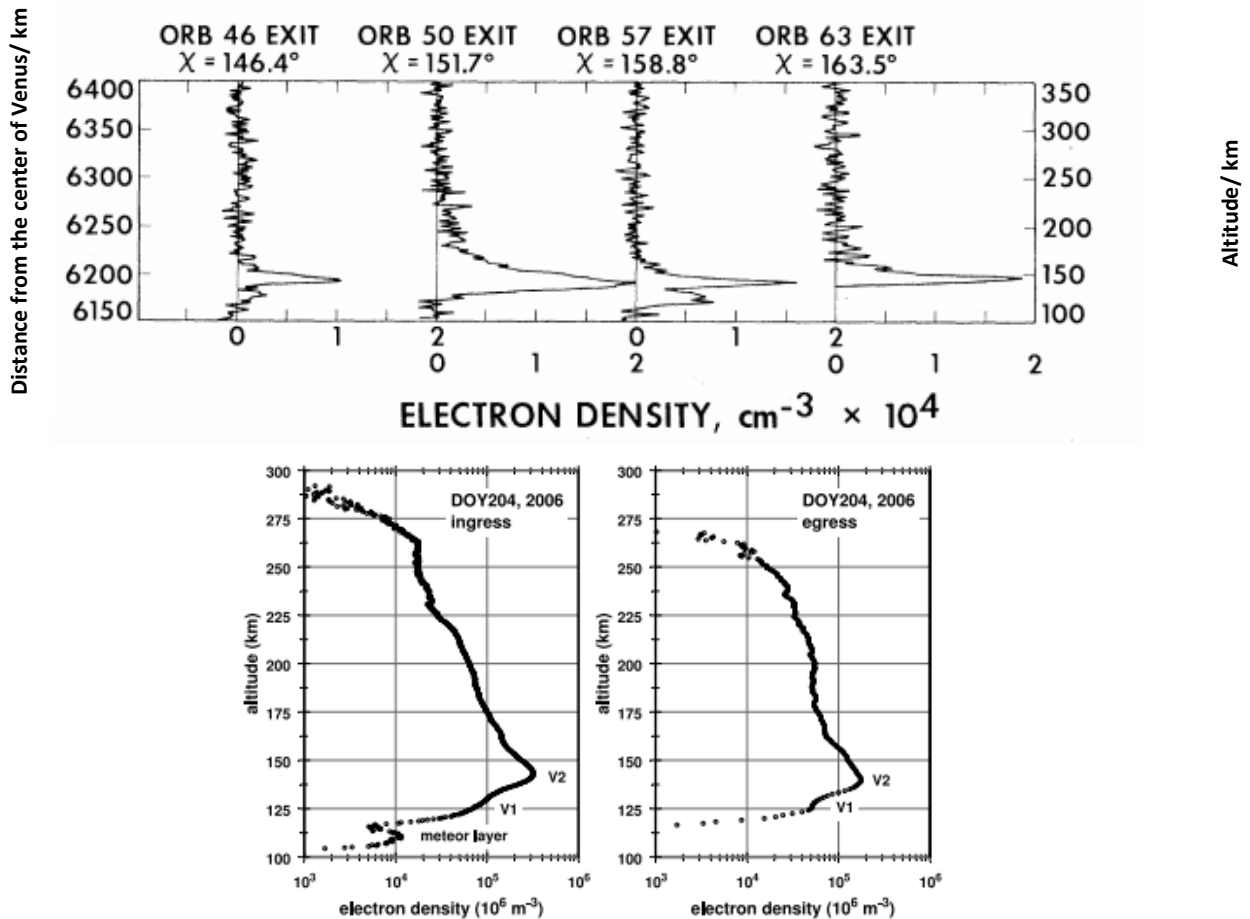 Distance from the center of Venus/ km
ORB 46 EXIT ORB 50 EXIT ORB 57 EXIT ORB 63 EXIT
χ = 146.4° χ = 151.7° χ = 158.8° χ = 163.5°
6400 350
6350 300
6300 250
6250 200
6200 150
6150 100
0 1 2 0 1 2
0 1 2 0 1 2
ELECTRON DENSITY, cm⁻³ × 10⁴
Altitude/ km
300
275
250
225
200
175
150
125
100
altitude (km)
DOY204, 2006
ingress
V2
V1
meteor layer
10³ 10⁴ 10⁵ 10⁶
electron density (10⁶ m⁻³)
300
275
250
225
200
175
150
125
100
altitude (km)
DOY204, 2006
egress
V2
V1
10³ 10⁴ 10⁵ 10⁶
electron density (10⁶ m⁻³)